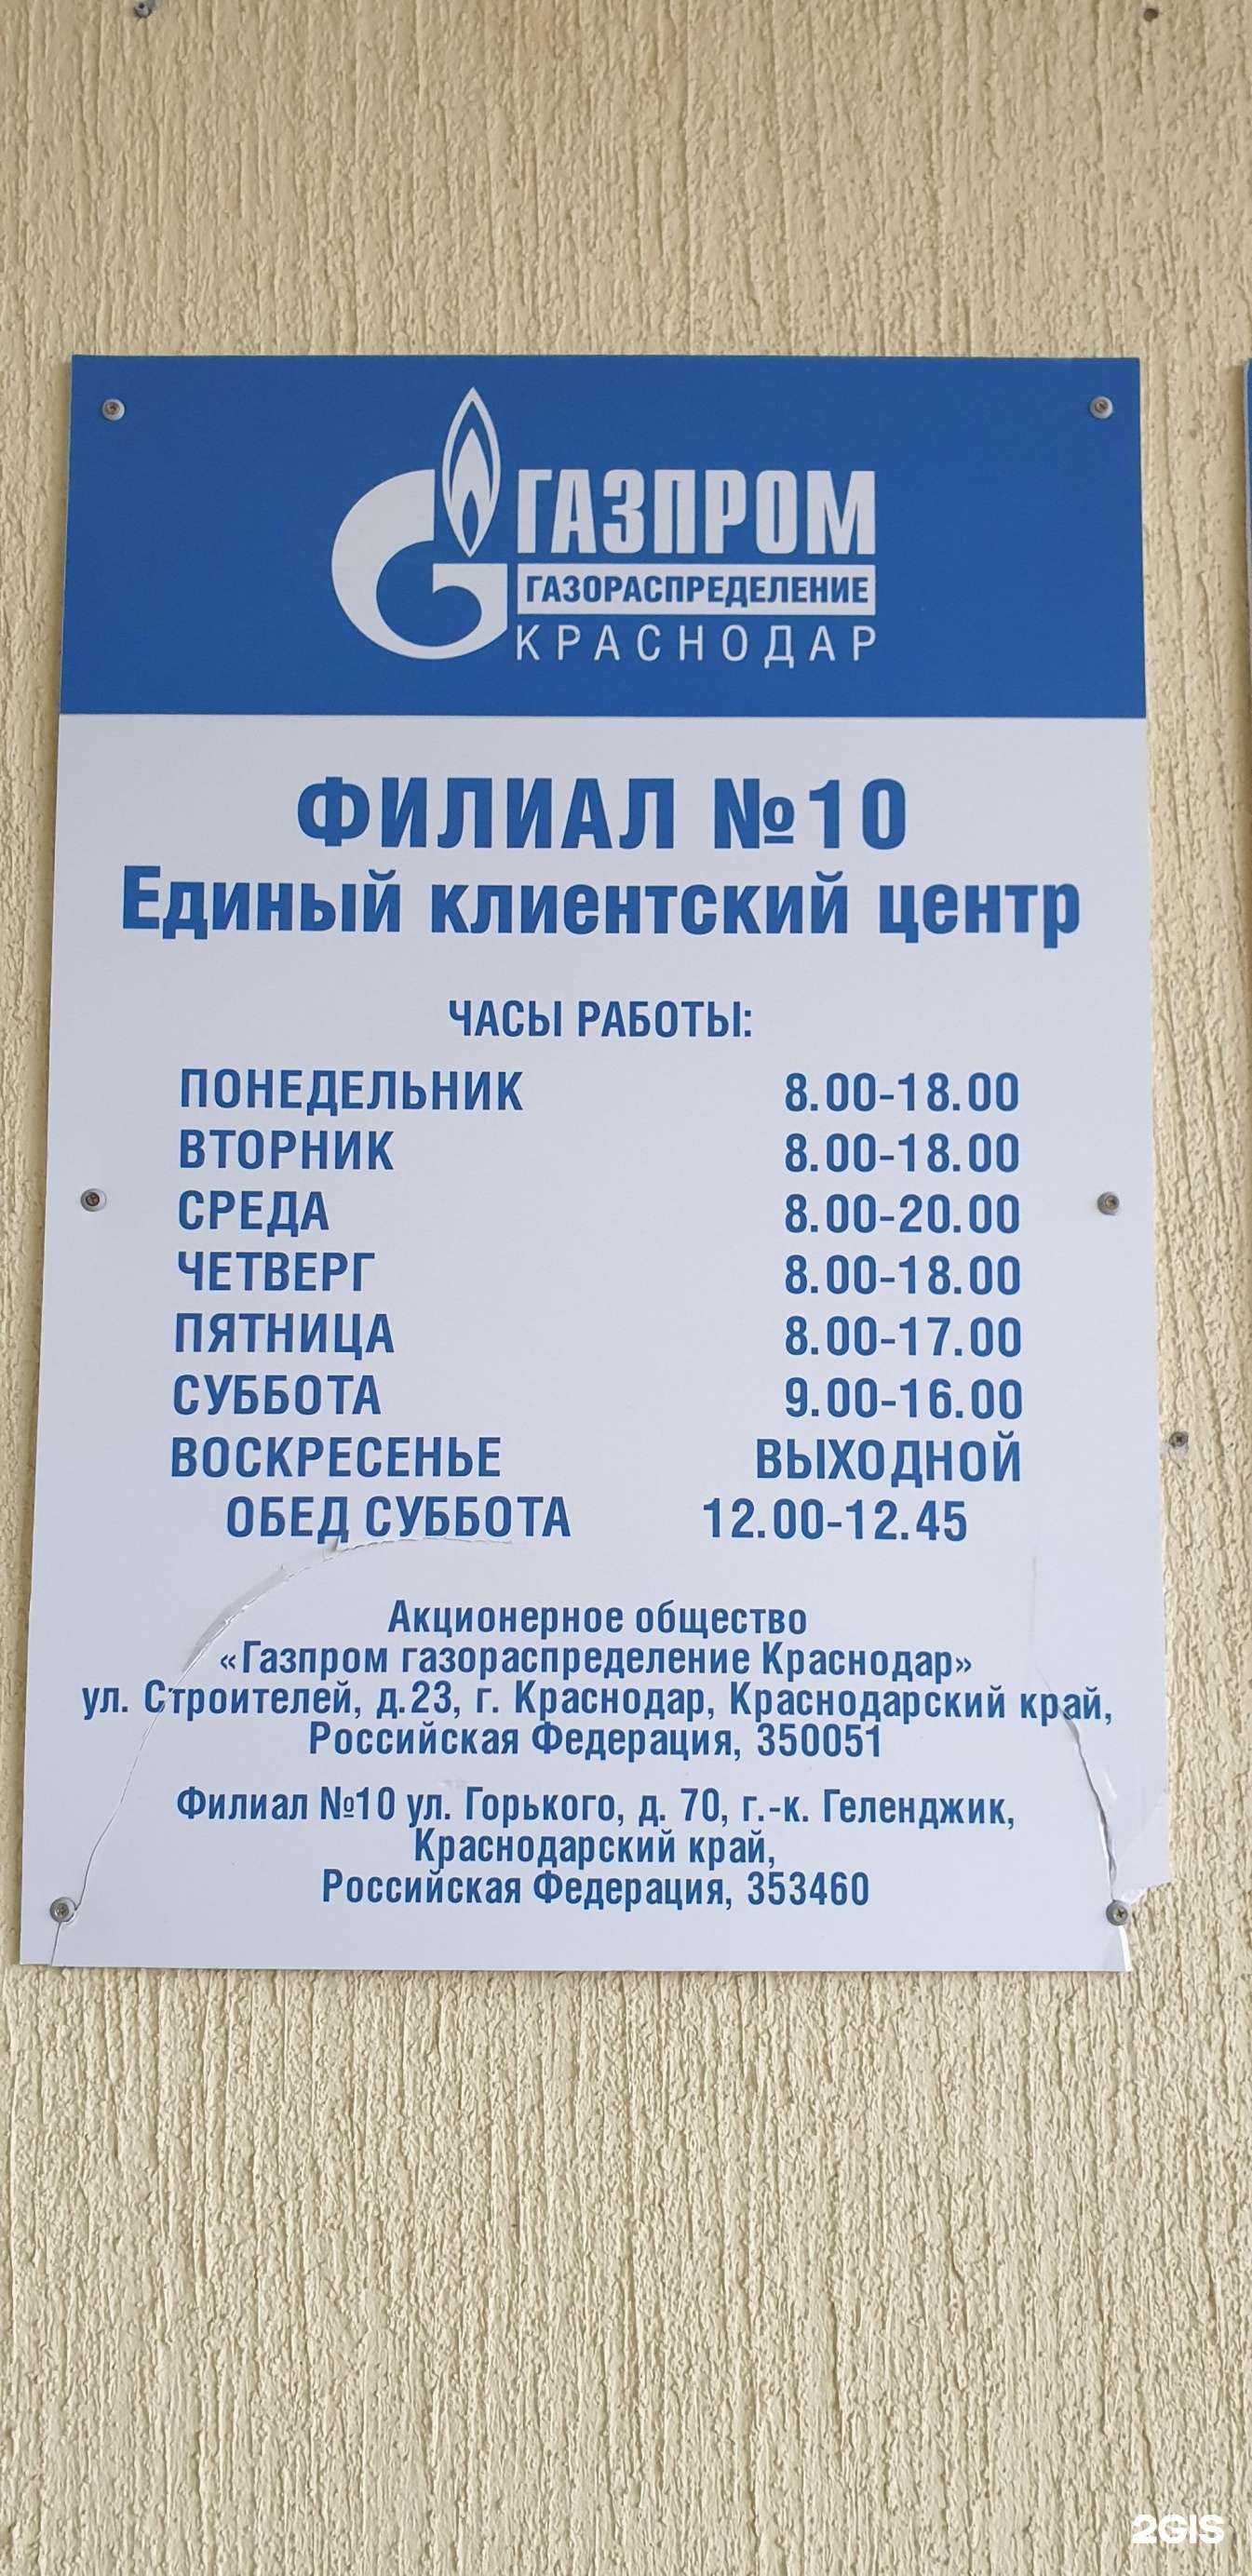 ГАЗПРОМ
ГАЗОРАСПРЕДЕЛЕНИЕ
КРАСНОДАР
ФИЛИАЛ №10
Единый клиентский центр
ЧАСЫ РАБОТЫ:
ПОНЕДЕЛЬНИК 8.00-18.00
ВТОРНИК 8.00-18.00
СРЕДА 8.00-20.00
ЧЕТВЕРГ 8.00-18.00
ПЯТНИЦА 8.00-17.00
СУББОТА 9.00-16.00
ВОСКРЕСЕНЬЕ ВЫХОДНОЙ
ОБЕД СУББОТА 12.00-12.45
Акционерное общество
«Газпром газораспределение Краснодар»
ул. Строителей, д.23, г. Краснодар, Краснодарский край,
Российская Федерация, 350051
Филиал №10 ул. Горького, д. 70, г.-к. Геленджик,
Краснодарский край,
Российская Федерация, 353460
2GIS